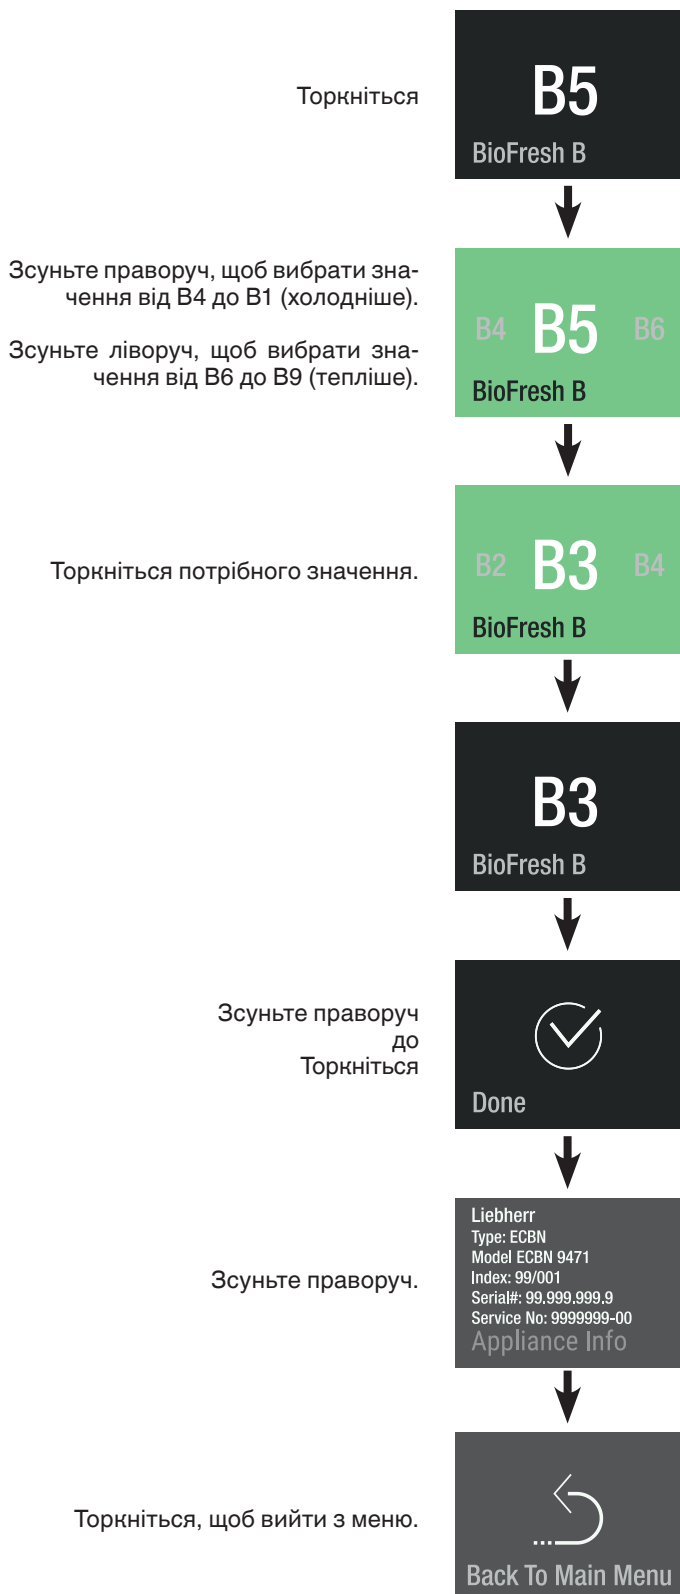 Торкніться
B5
BioFresh B
Зсуньте праворуч, щоб вибрати зна-
чення від B4 до B1 (холодніше).
Зсуньте ліворуч, щоб вибрати зна-
чення від B6 до B9 (тепліше).
B4 B5 B6
BioFresh B
Торкніться потрібного значення.
B2 B3 B4
BioFresh B
B3
BioFresh B
Зсуньте праворуч
до
Торкніться
Done
Зсуньте праворуч.
Liebherr
Type: ECBN
Model ECBN 9471
Index: 99/001
Serial#: 99.999.999.9
Service No: 9999999-00
Appliance Info
Торкніться, щоб вийти з меню.
Back To Main Menu